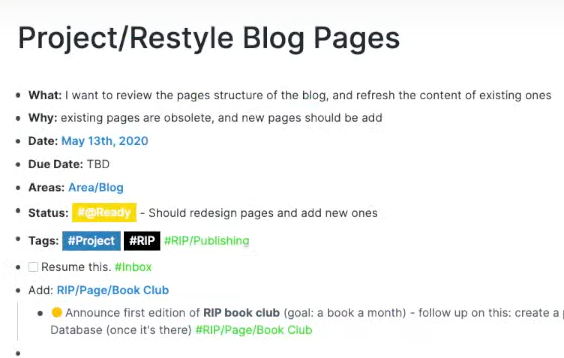 Project/Restyle Blog Pages
What: I want to review the pages structure of the blog, and refresh the content of existing ones
Why: existing pages are obsolete, and new pages should be add
Date: May 13th, 2020
Due Date: TBD
Areas: Area/Blog
Status: #@Ready - Should redesign pages and add new ones
Tags: #Project #RIP #RIP/Publishing
Resume this. #Inbox
Add: RIP/Page/Book Club
Announce first edition of RIP book club (goal: a book a month) - follow up on this: create a
Database (once it's there) #RIP/Page/Book Club